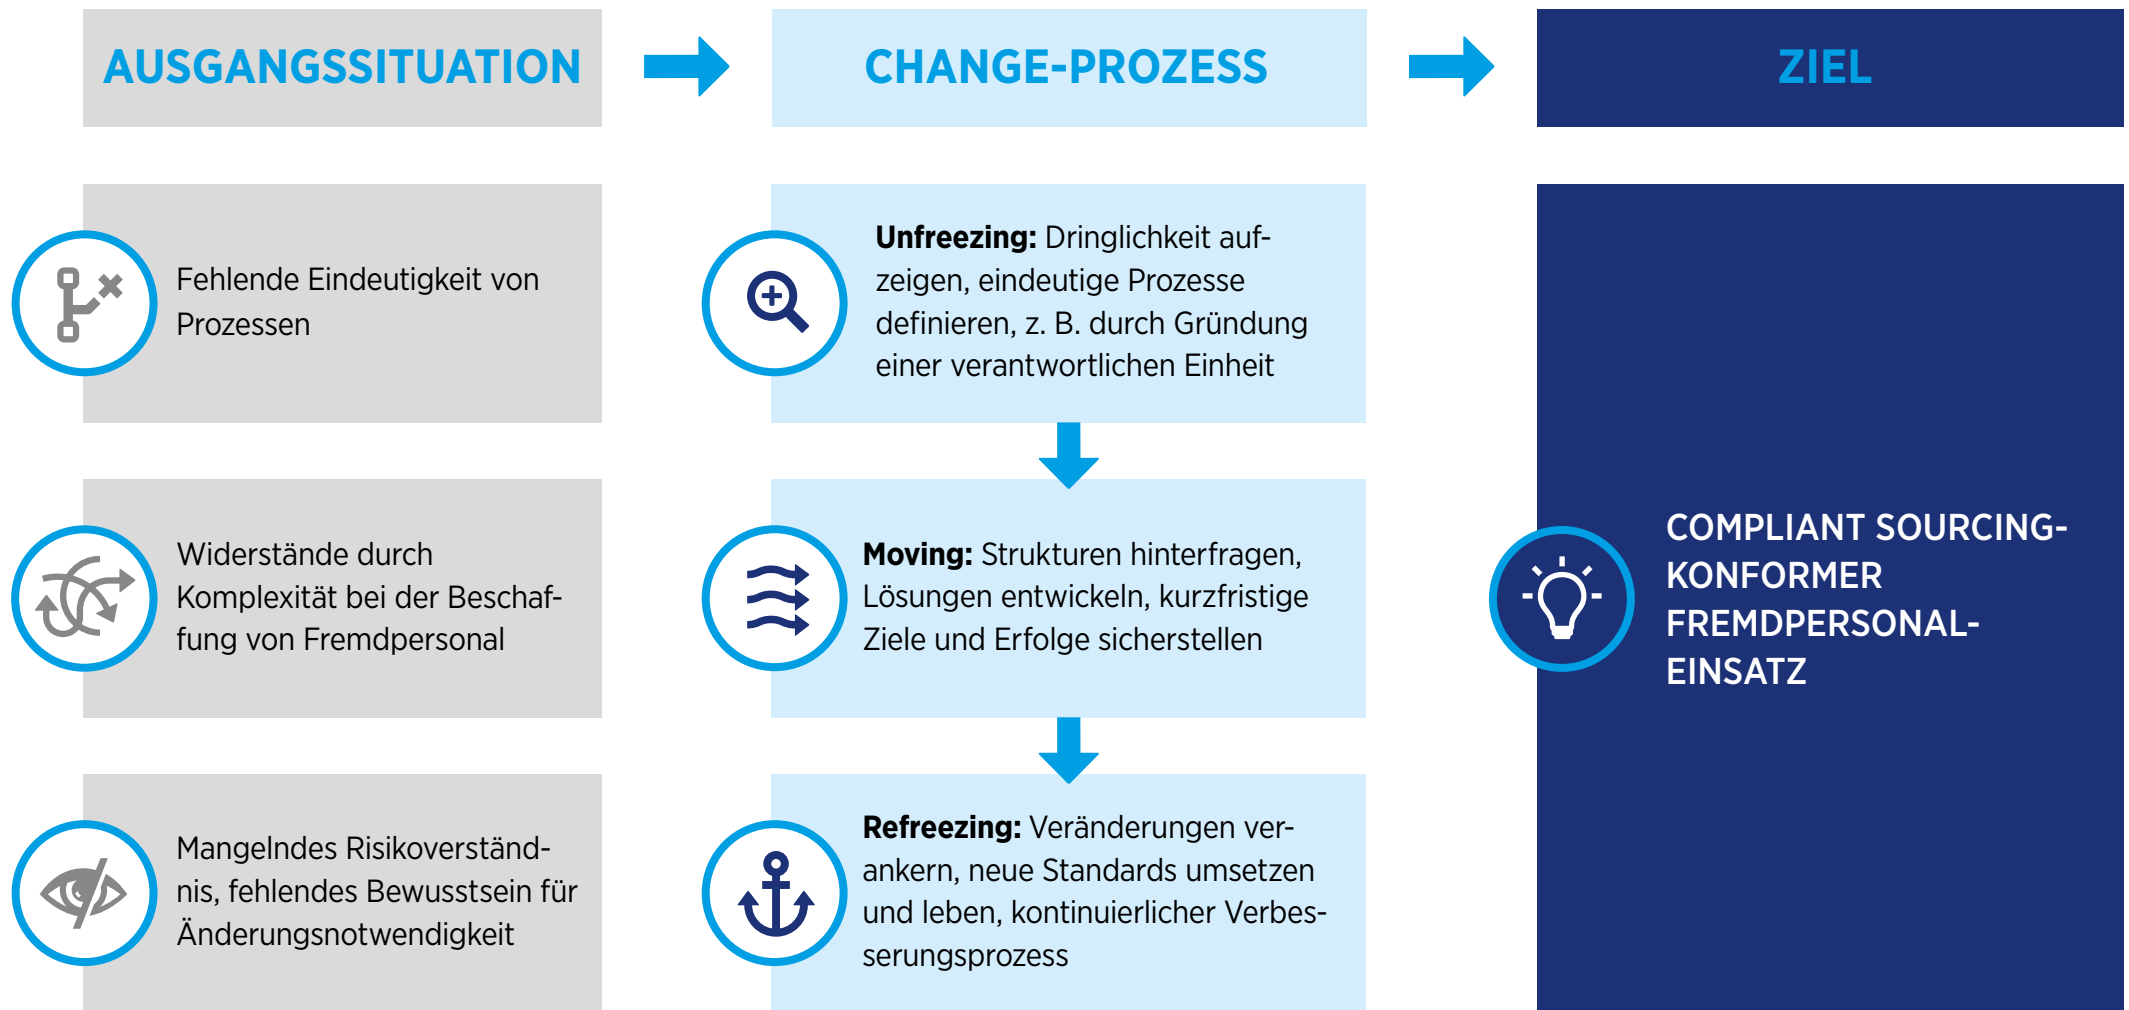 AUSGANGSSITUATION
CHANGE-PROZESS
ZIEL
Fehlende Eindeutigkeit von
Prozessen
Widerstände durch
Komplexität bei der Beschaf-
fung von Fremdpersonal
Mangelndes Risikoverständ-
nis, fehlendes Bewusstsein für
Änderungsnotwendigkeit
Unfreezing: Dringlichkeit auf-
zeigen, eindeutige Prozesse
definieren, z. B. durch Gründung
einer verantwortlichen Einheit
Moving: Strukturen hinterfragen,
Lösungen entwickeln, kurzfristige
Ziele und Erfolge sicherstellen
Refreezing: Veränderungen ver-
ankern, neue Standards umsetzen
und leben, kontinuierlicher Verbes-
serungsprozess
COMPLIANT SOURCING-
KONFORMER
FREMDPERSONAL-
EINSATZ